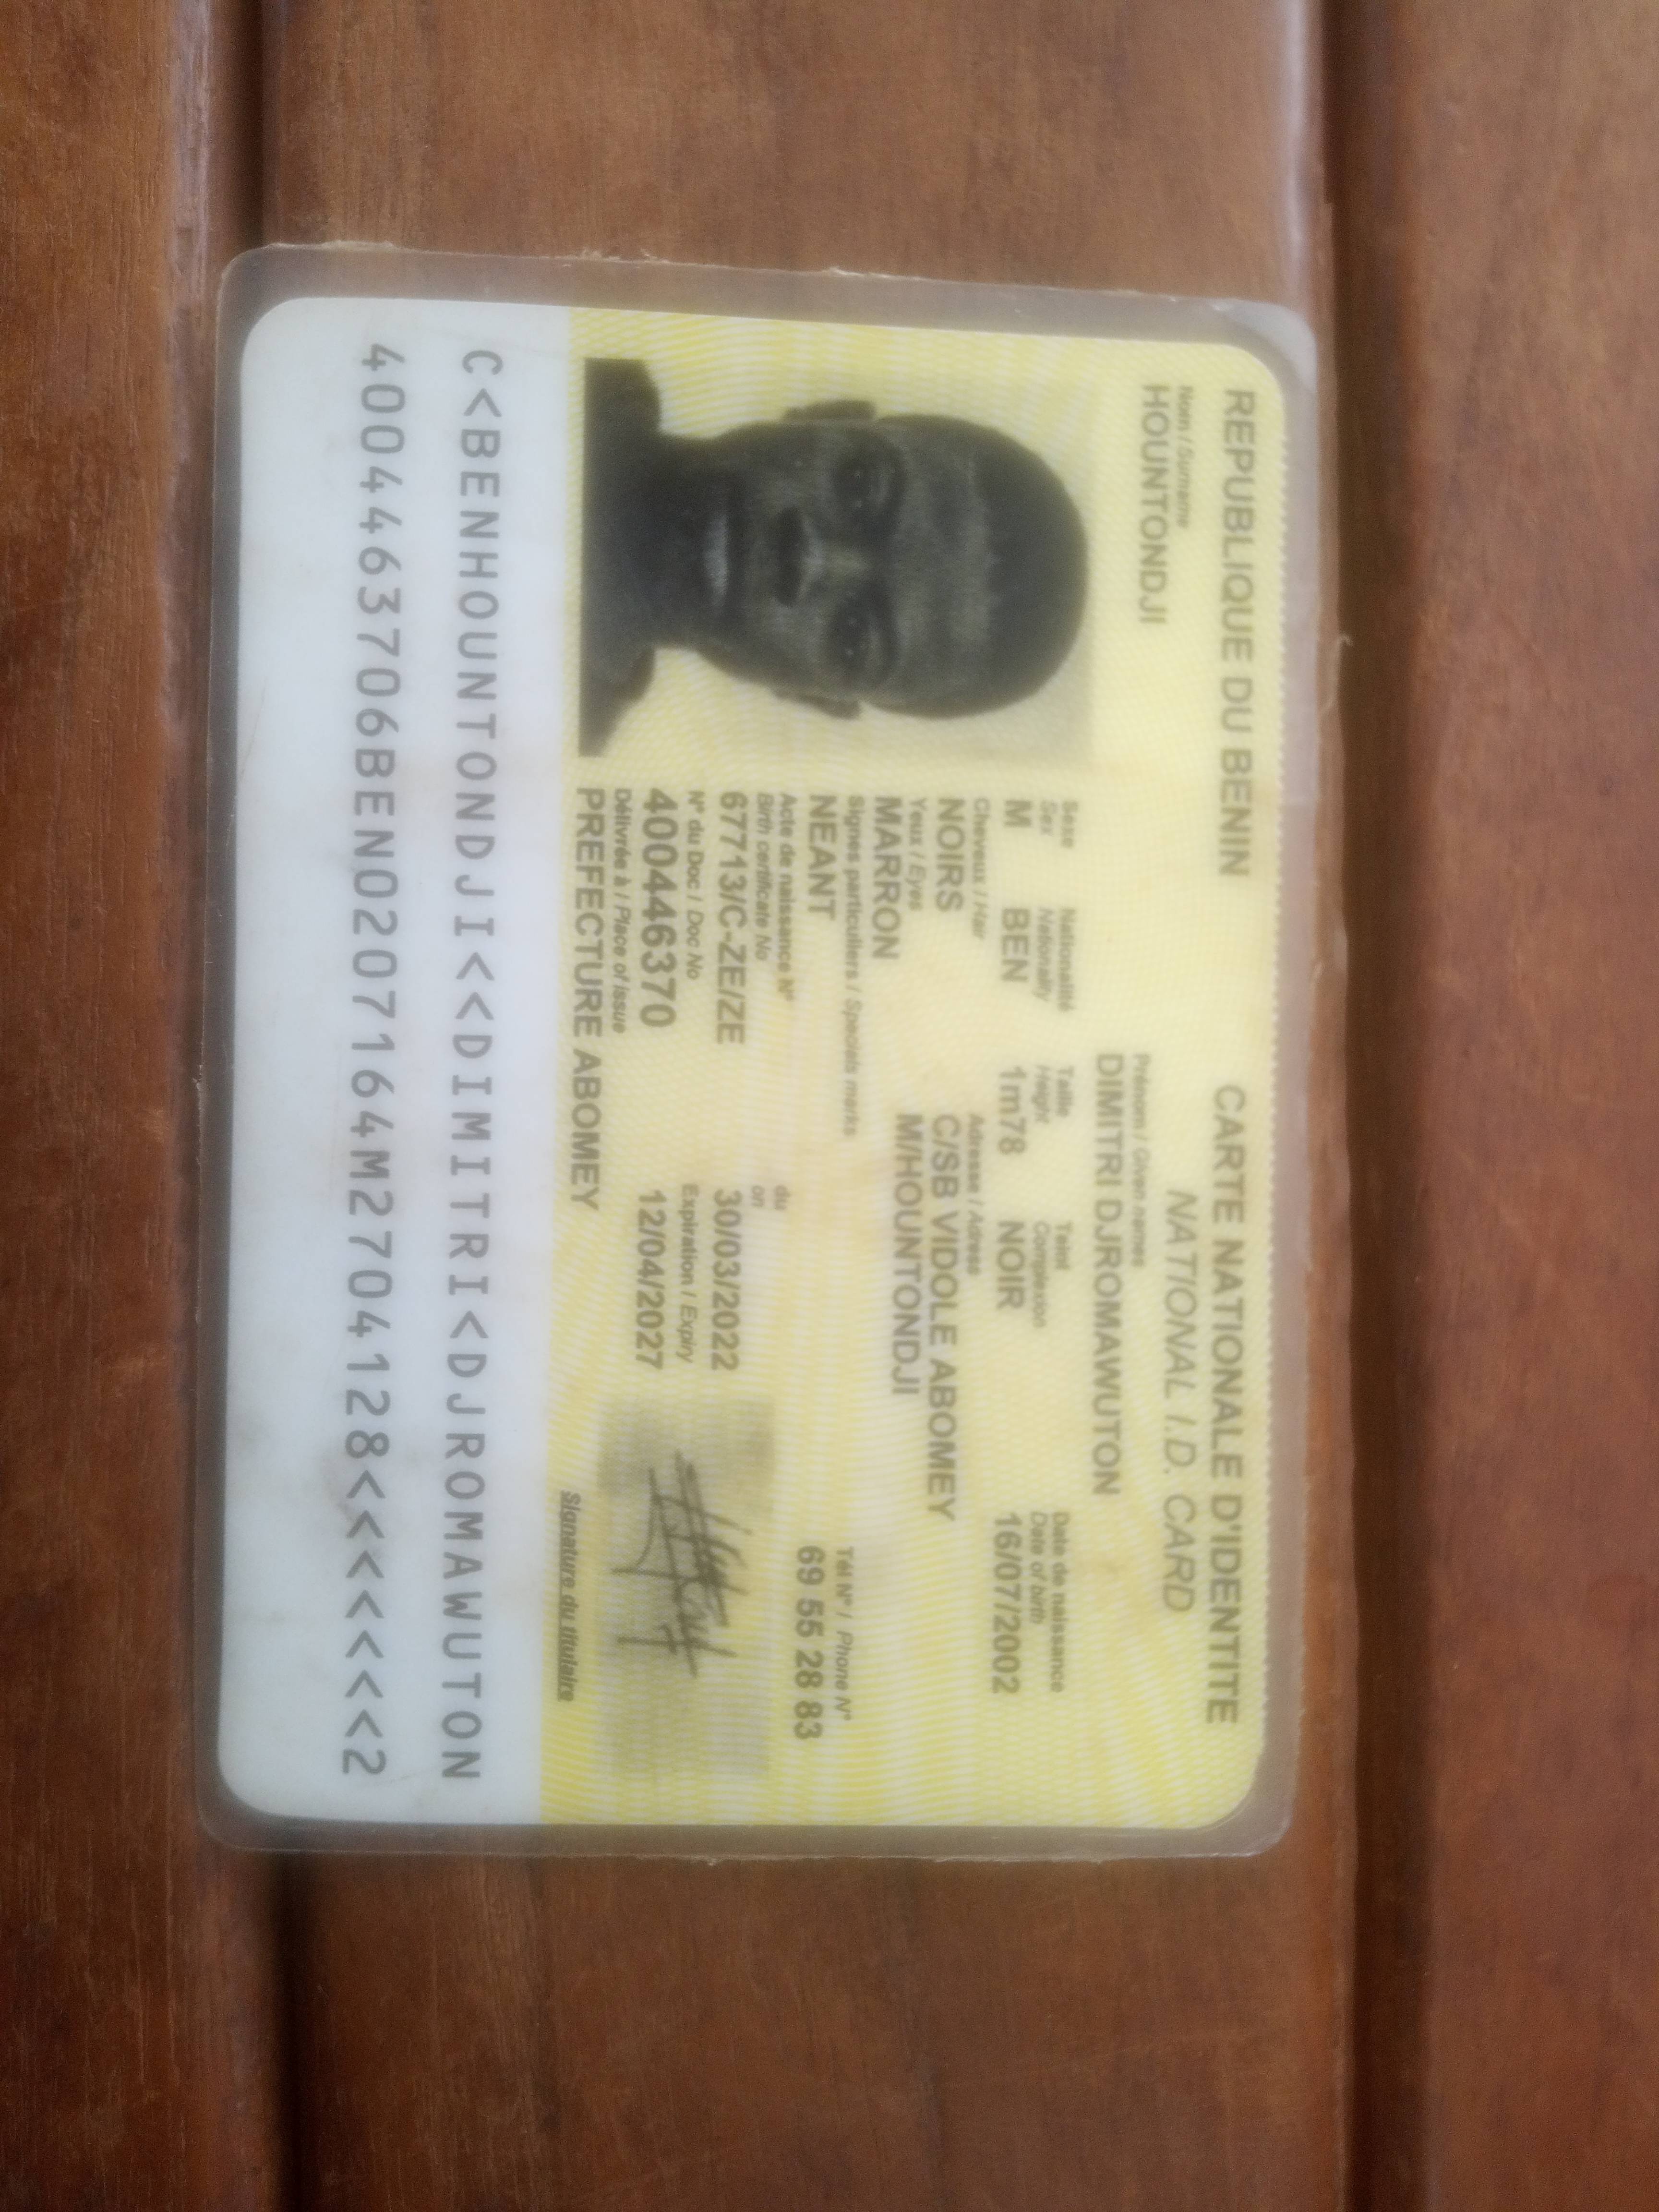 REPUBLIQUE DU BENIN
CARTE NATIONALE D'IDENTITE
NATIONAL I.D. CARD
Nom / Surname
HOUNTONDJI
Prénom / Given names
DIMITRI DJROMAWUTON
Sexe Nationalité Taille Teint Date de naissance
Sex Nationality Height Complexion Date of birth
M BEN 1m78 NOIR 16/07/2002
Cheveux / Har Adresse / Adress
NOIRS C/SB VIDOLE ABOMEY
Yeux / Eyes M/HOUNTONDJI
MARRON
Signes particuliers / Specials marks Tél N° / Phone N°
NEANT 69 55 28 83
Acte de naissance N° du
Birth certificate No on
67713/C-ZE/ZE 30/03/2022
N° du Doc / Doc No Expiration / Expiry
4004463770 12/04/2027
Délivrée à / Place of issue
PREFECTURE ABOMEY
Signature du titulaire
C<BENHOUNTONDJI<<DIMITRI<DJROMAWUTON
4004463706BEN0207164M2704128<<<<<<<2